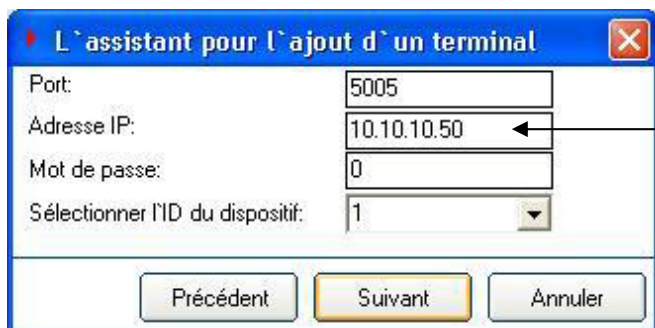 L`assistant pour l`ajout d`un terminal
Port: 5005
Adresse IP: 10.10.10.50
Mot de passe: 0
Sélectionner l'ID du dispositif: 1
Précédent Suivant Annuler